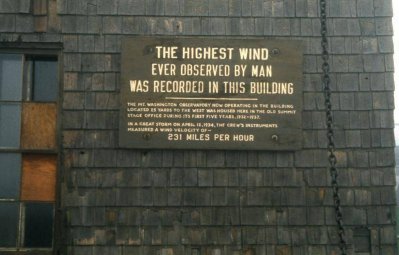 THE HIGHEST WIND
EVER OBSERVED BY MAN
WAS RECORDED IN THIS BUILDING
THE MT. WASHINGTON OBSERVATORY NOW OPERATING IN THE BUILDING
LOCATED 25 YARDS TO THE WEST WAS HOUSED HERE IN THE OLD SUMMIT
STAGE OFFICE DURING ITS FIRST FIVE YEARS, 1932-1937.
IN A GREAT STORM ON APRIL 12, 1934, THE CREW'S INSTRUMENTS
MEASURED A WIND VELOCITY OF—
231 MILES PER HOUR